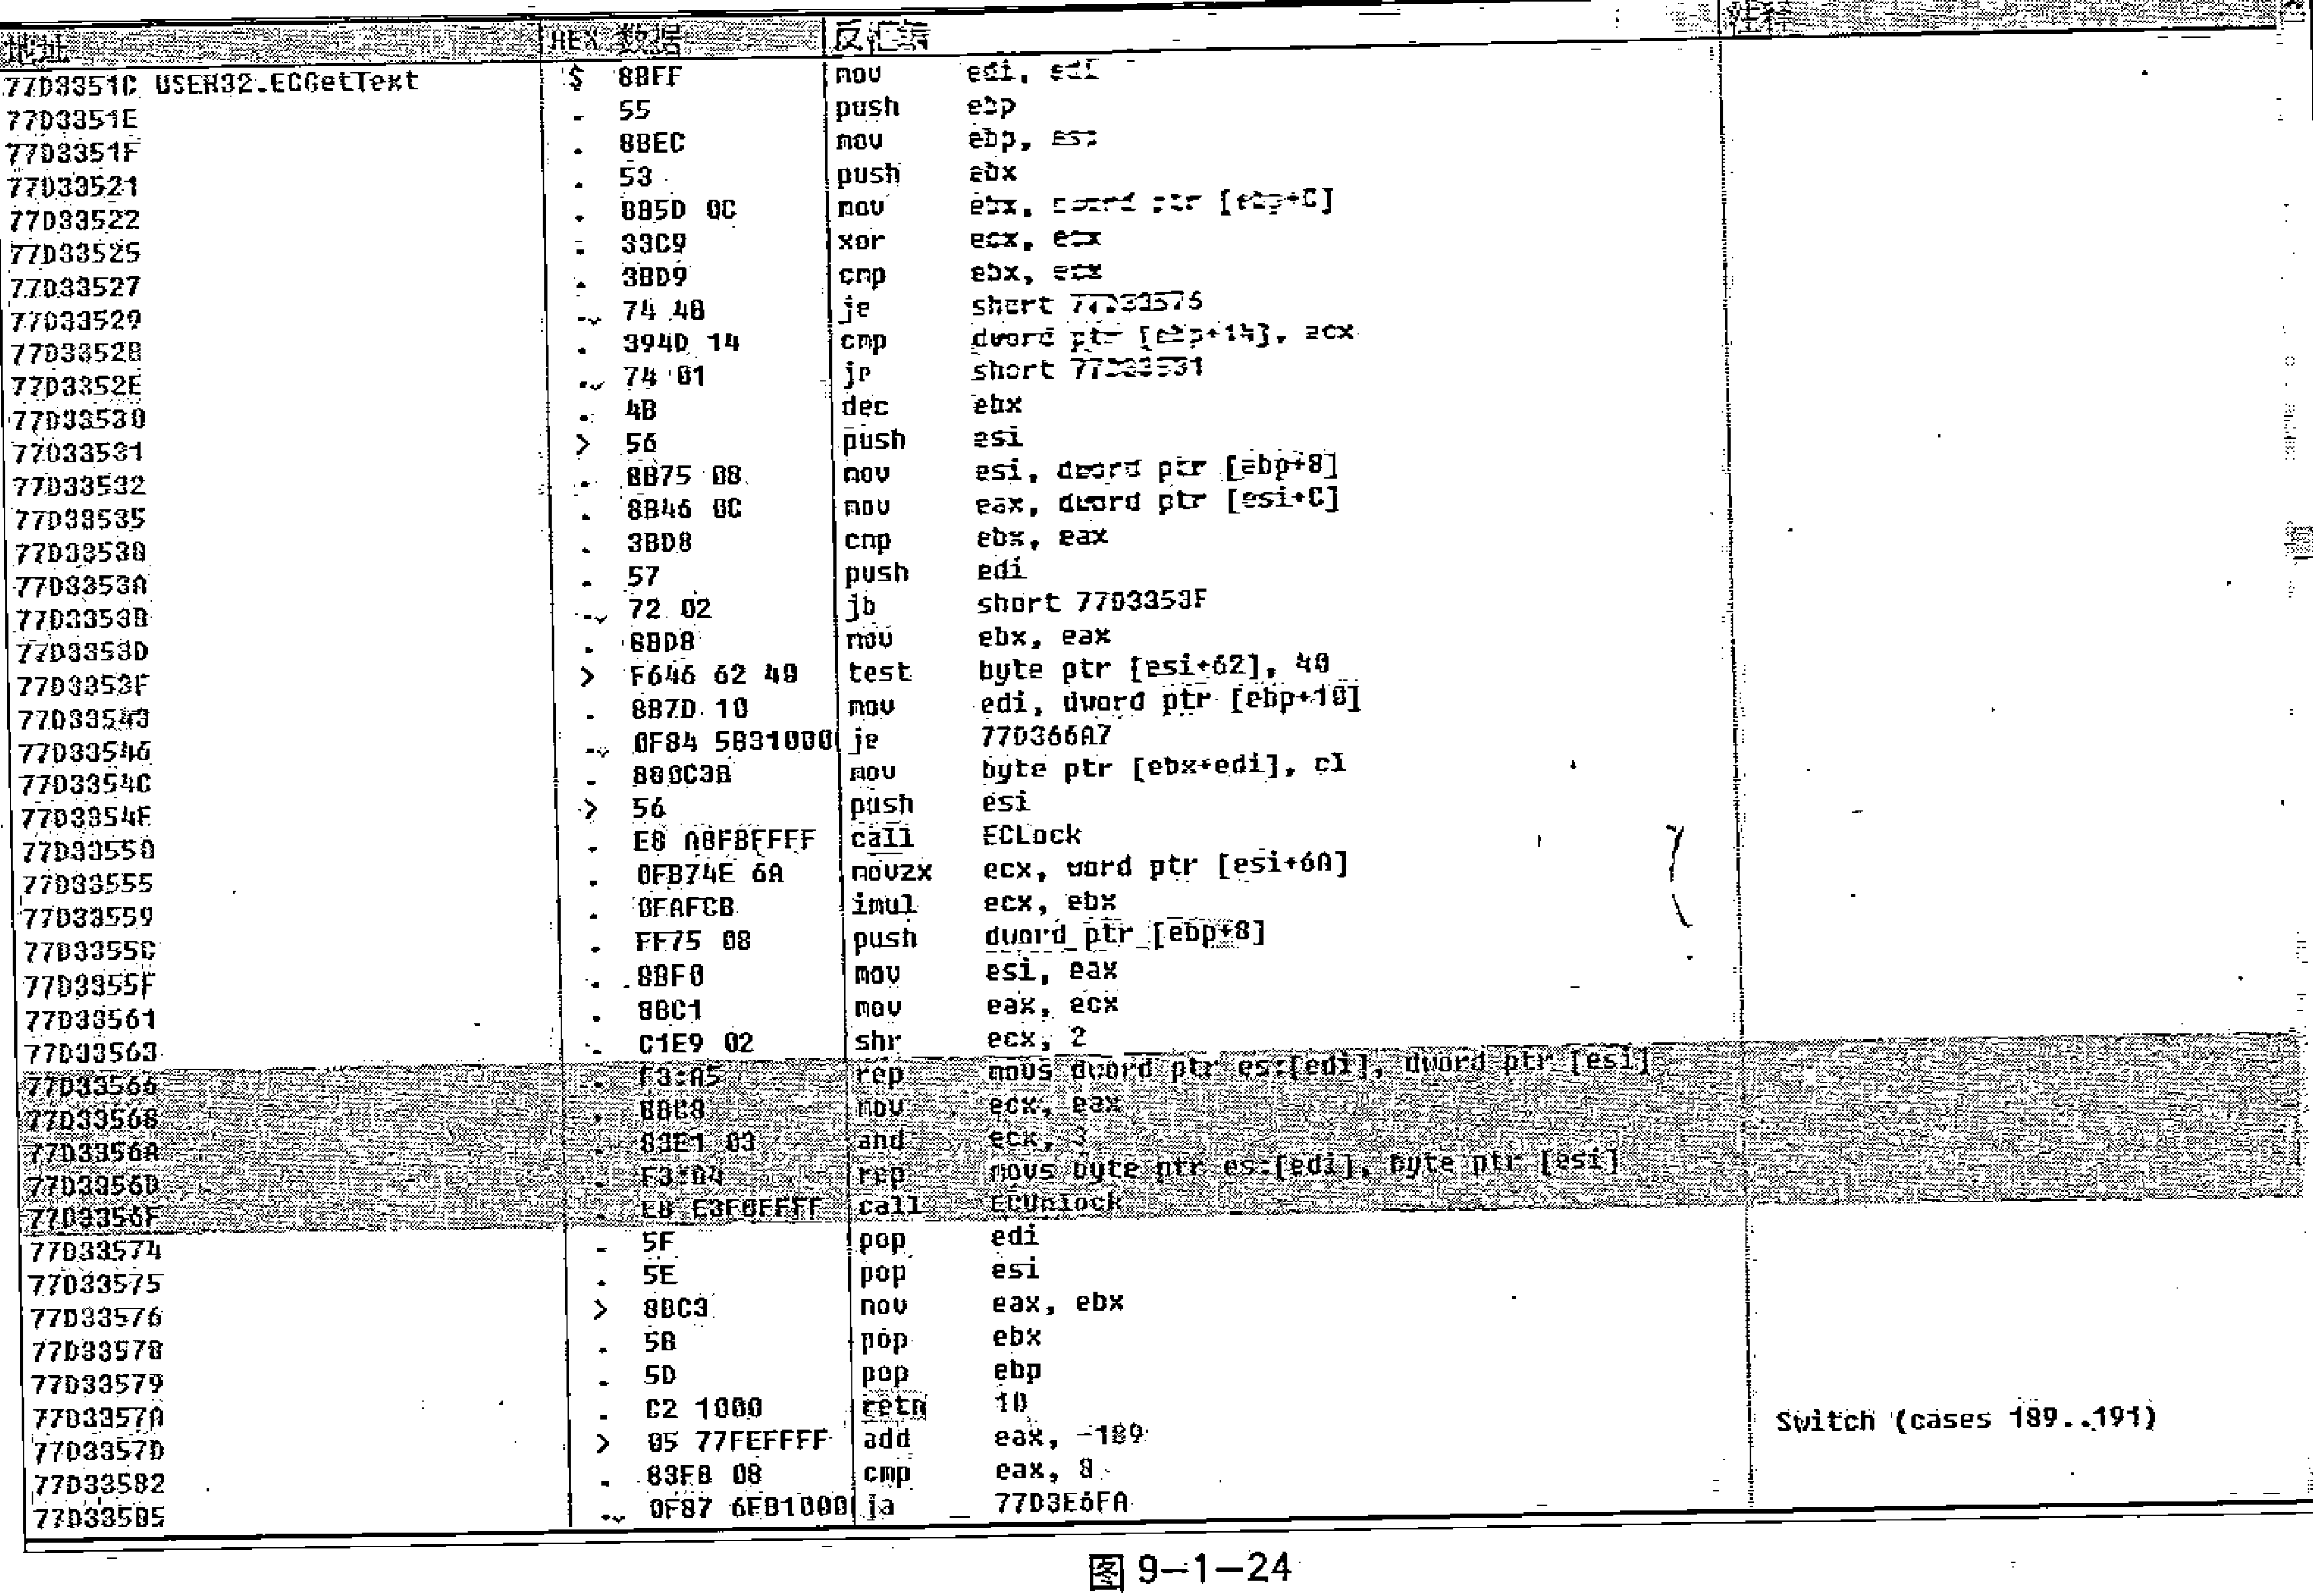 地址 HEX 数据 反汇编 注释
77D3351C USER32.ECGetText $ 8BFF mov edi, edi
77D3351E . 55 push ebp
77D3351F . 8BEC mov ebp, esp
77D33521 . 53 push ebx
77D33522 . 8B5D 0C mov ebx, dword ptr [ebp+C]
77D33525 . 33C9 xor ecx, ecx
77D33527 . 3BD9 cmp ebx, ecx
77D33529 . 74 4B je short 77D33576
77D3352B . 394D 14 cmp dword ptr [ebp+14], ecx
77D3352E . 74 01 je short 77D33531
77D33530 . 4B dec ebx
77D33531 > 56 push esi
77D33532 . 8B75 08 mov esi, dword ptr [ebp+8]
77D33535 . 8B46 0C mov eax, dword ptr [esi+C]
77D33538 . 3BD8 cmp ebx, eax
77D3353A . 57 push edi
77D3353B . 72 02 jb short 77D3353F
77D3353D . 8BD8 mov ebx, eax
77D3353F > F646 62 40 test byte ptr [esi+62], 40
77D33543 . 8B7D 10 mov edi, dword ptr [ebp+10]
77D33546 . 0F84 5B31000 je 77D366A7
77D3354C . 880C3B mov byte ptr [ebx+edi], cl
77D3354F > 56 push esi
77D33550 . E8 A8F8FFFF call ECLock
77D33555 . 0FB74E 6A movzx ecx, word ptr [esi+6A]
77D33559 . 0FAFCB imul ecx, ebx
77D3355C . FF75 08 push dword ptr [ebp+8]
77D3355F . 8BF0 mov esi, eax
77D33561 . 8BC1 mov eax, ecx
77D33563 . C1E9 02 shr ecx, 2
77D33566 . F3:A5 rep movs dword ptr es:[edi], dword ptr [esi]
77D33568 . 8BC8 mov ecx, eax
77D3356A . 83E1 03 and ecx, 3
77D3356D . F3:A4 rep movs byte ptr es:[edi], byte ptr [esi]
77D3356F . E8 E3F8FFFF call ECUnlock
77D33574 . 5F pop edi
77D33575 . 5E pop esi
77D33576 > 8BC3 mov eax, ebx
77D33578 . 5B pop ebx
77D33579 . 5D pop ebp
77D3357A . C2 1000 retn 10
77D3357D > 05 77FEFFFF add eax, -189 Switch (cases 189..191)
77D33582 . 83F8 08 cmp eax, 8
77D33585 . 0F87 6FB1000 ja 77D3E6FA
图 9-1-24